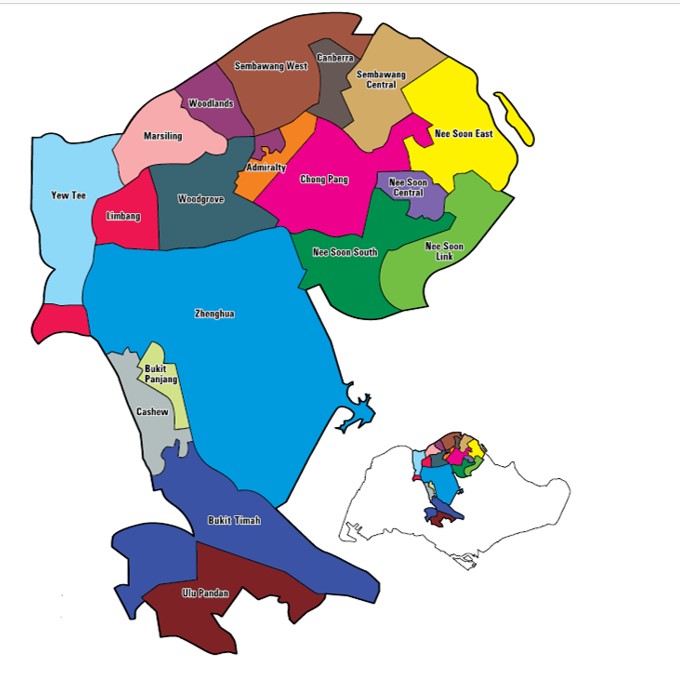 Canberra
Sembawang West
Sembawang
Central
Woodlands
Marsiling
Nee Soon East
Admiralty
Chong Pang
Nee Soon
Central
Yew Tee
Woodgrove
Limbang
Nee Soon South
Nee Soon
Link
Zhenghua
Bukit
Panjang
Cashew
Bukit Timah
Ulu Pandan